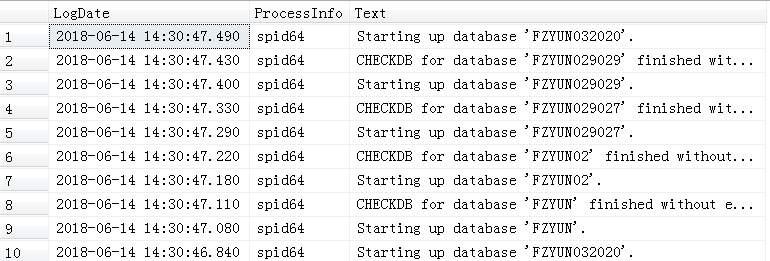 LogDate ProcessInfo Text
1 2018-06-14 14:30:47.490 spid64 Starting up database 'FZYUN032020'.
2 2018-06-14 14:30:47.430 spid64 CHECKDB for database 'FZYUN029029' finished wit...
3 2018-06-14 14:30:47.400 spid64 Starting up database 'FZYUN029029'.
4 2018-06-14 14:30:47.330 spid64 CHECKDB for database 'FZYUN029027' finished wit...
5 2018-06-14 14:30:47.290 spid64 Starting up database 'FZYUN029027'.
6 2018-06-14 14:30:47.220 spid64 CHECKDB for database 'FZYUN02' finished without...
7 2018-06-14 14:30:47.180 spid64 Starting up database 'FZYUN02'.
8 2018-06-14 14:30:47.110 spid64 CHECKDB for database 'FZYUN' finished without e...
9 2018-06-14 14:30:47.080 spid64 Starting up database 'FZYUN'.
10 2018-06-14 14:30:46.840 spid64 Starting up database 'FZYUN032020'.